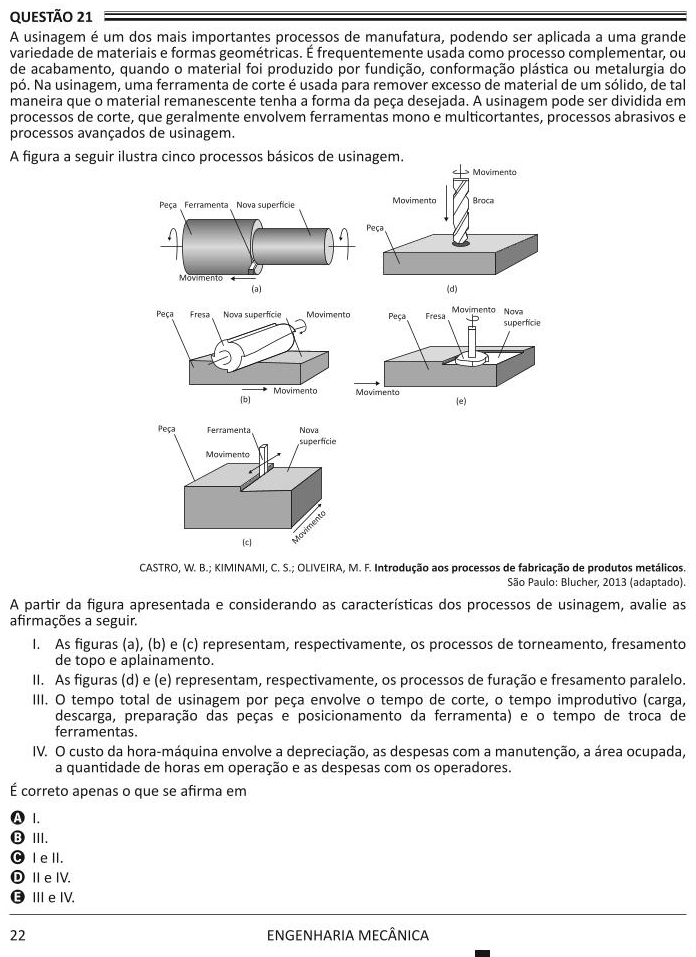 QUESTÃO 21
A usinagem é um dos mais importantes processos de manufatura, podendo ser aplicada a uma grande
variedade de materiais e formas geométricas. É frequentemente usada como processo complementar, ou
de acabamento, quando o material foi produzido por fundição, conformação plástica ou metalurgia do
pó. Na usinagem, uma ferramenta de corte é usada para remover excesso de material de um sólido, de tal
maneira que o material remanescente tenha a forma da peça desejada. A usinagem pode ser dividida em
processos de corte, que geralmente envolvem ferramentas mono e multicortantes, processos abrasivos e
processos avançados de usinagem.
A figura a seguir ilustra cinco processos básicos de usinagem.
Peça Ferramenta Nova superfície
Movimento
(a)
Movimento
Movimento Broca
Peça
(d)
Peça Fresa Nova superfície Movimento
Movimento
(b)
Peça Fresa Movimento Nova
superfície
Movimento
(e)
Peça Ferramenta Nova
superfície
Movimento
Movimento
(c)
CASTRO, W. B.; KIMINAMI, C. S.; OLIVEIRA, M. F. Introdução aos processos de fabricação de produtos metálicos.
São Paulo: Blucher, 2013 (adaptado).
A partir da figura apresentada e considerando as características dos processos de usinagem, avalie as
afirmações a seguir.
I. As figuras (a), (b) e (c) representam, respectivamente, os processos de torneamento, fresamento
de topo e aplainamento.
II. As figuras (d) e (e) representam, respectivamente, os processos de furação e fresamento paralelo.
III. O tempo total de usinagem por peça envolve o tempo de corte, o tempo improdutivo (carga,
descarga, preparação das peças e posicionamento da ferramenta) e o tempo de troca de
ferramentas.
IV. O custo da hora-máquina envolve a depreciação, as despesas com a manutenção, a área ocupada,
a quantidade de horas em operação e as despesas com os operadores.
É correto apenas o que se afirma em
A I.
B III.
C I e II.
D II e IV.
E III e IV.
22 ENGENHARIA MECÂNICA